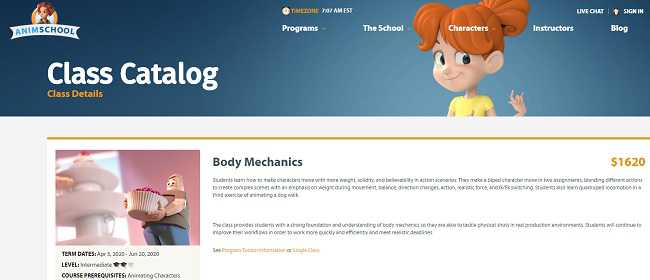 TIMEZONE 7:07 AM EST
LIVE CHAT SIGN IN
ANIMSCHOOL
Programs The School Characters Instructors Blog
Class Catalog
Class Details
Body Mechanics $1620
Students learn how to make characters move with more weight, solidity, and believability in action scenarios. They make a biped character move in two assignments, blending different actions
to create complex scenes with an emphasis on weight during movement, balance, direction changes, action, realistic force, and IK/FK switching. Students also learn quadruped locomotion in a
third exercise of animating a dog walk.
The class provides students with a strong foundation and understanding of body mechanics so they are able to tackle physical shots in real production environments. Students will continue to
improve their workflows in order to work more quickly and efficiently and meet realistic deadlines
See Program Tuition Information or Single Class
TERM DATES: Apr 3, 2020 - Jun 20, 2020
LEVEL: Intermediate
COURSE PREREQUISITES: Animating Characters